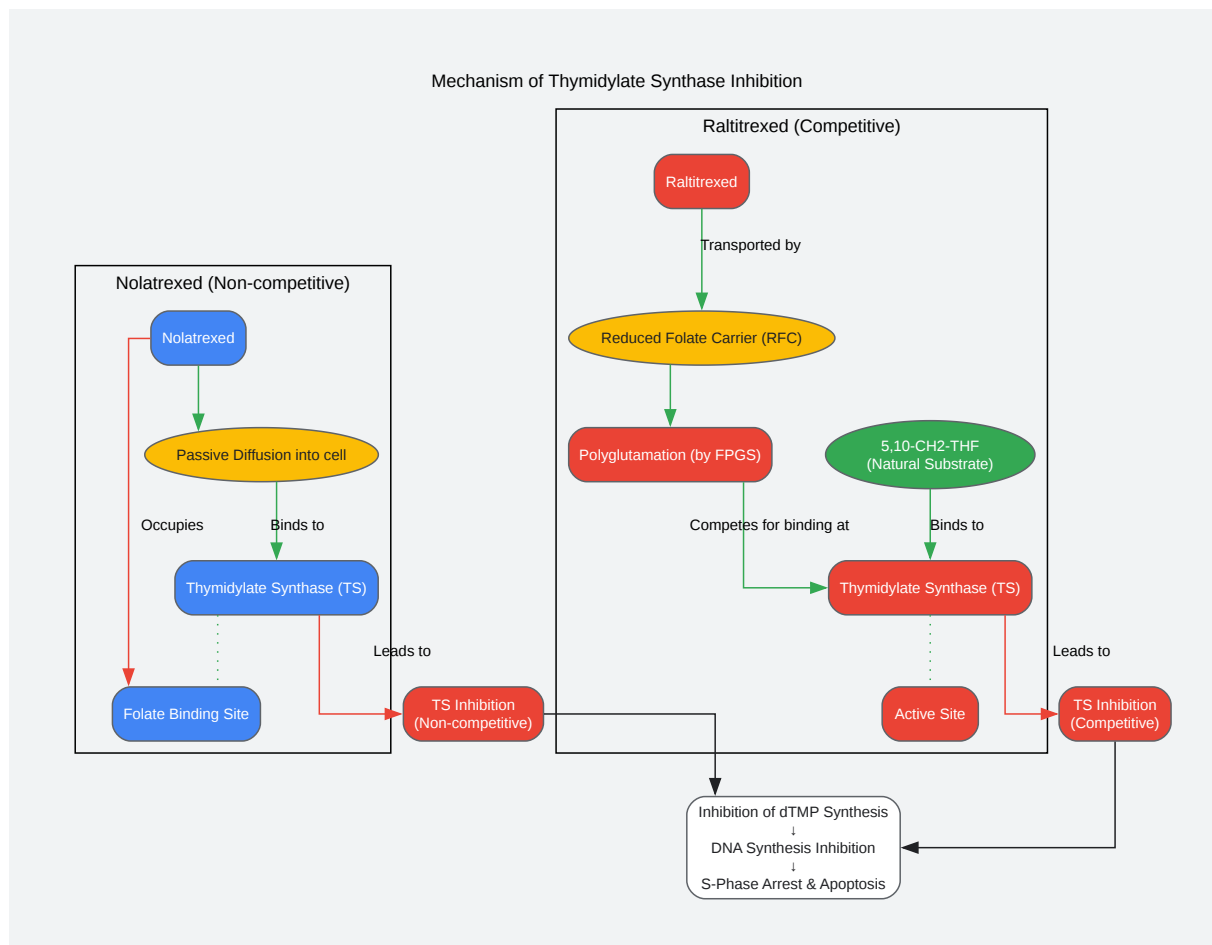 Mechanism of Thymidylate Synthase Inhibition
Nolatrexed (Non-competitive)
Nolatrexed
Passive Diffusion into cell
Occupies
Binds to
Thymidylate Synthase (TS)
Leads to
Folate Binding Site
TS Inhibition
(Non-competitive)
Raltitrexed (Competitive)
Raltitrexed
Transported by
Reduced Folate Carrier (RFC)
Polyglutamation (by FPGS)
5,10-CH2-THF
(Natural Substrate)
Competes for binding at
Binds to
Thymidylate Synthase (TS)
Leads to
Active Site
TS Inhibition
(Competitive)
Inhibition of dTMP Synthesis
↓
DNA Synthesis Inhibition
↓
S-Phase Arrest & Apoptosis